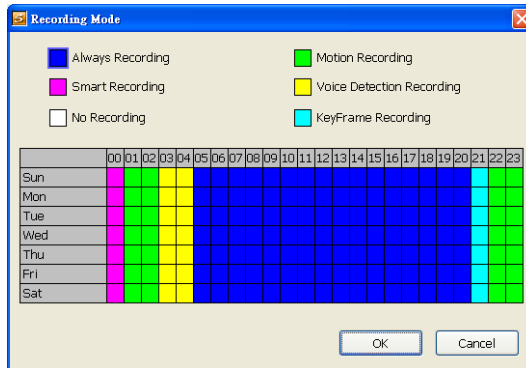 Recording Mode
Always Recording
Motion Recording
Smart Recording
Voice Detection Recording
No Recording
KeyFrame Recording
00 01 02 03 04 05 06 07 08 09 10 11 12 13 14 15 16 17 18 19 20 21 22 23
Sun
Mon
Tue
Wed
Thu
Fri
Sat
OK Cancel